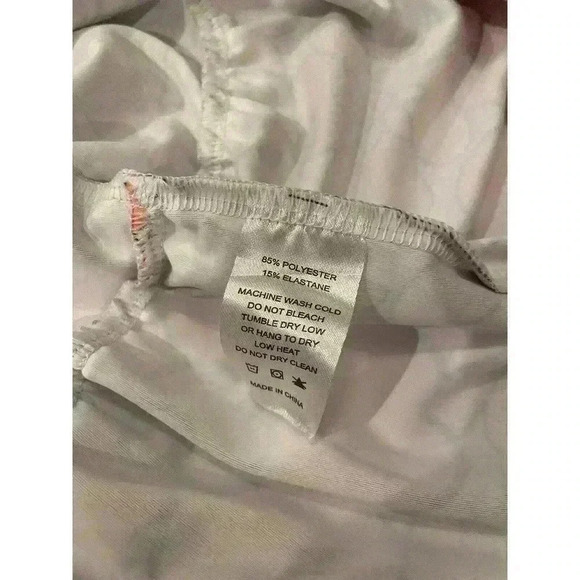 85% POLYESTER
15% ELASTANE
MACHINE WASH COLD
DO NOT BLEACH
TUMBLE DRY LOW
OR HANG TO DRY
LOW HEAT
DO NOT DRY CLEAN
MADE IN CHINA